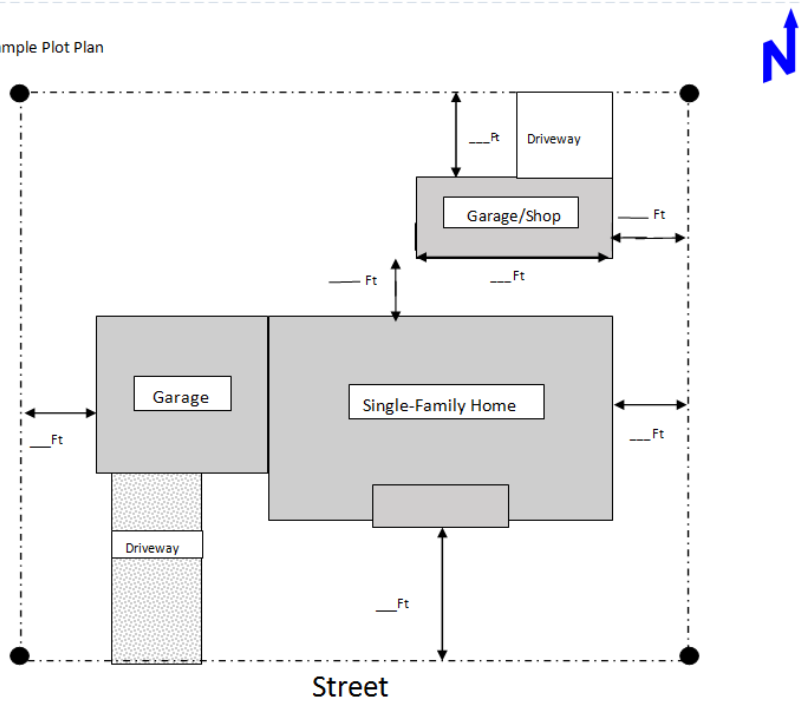 ample Plot Plan
N
___Ft
Driveway
Garage/Shop
____ Ft
____ Ft
___Ft
Garage
Single-Family Home
___Ft
___Ft
Driveway
___Ft
Street